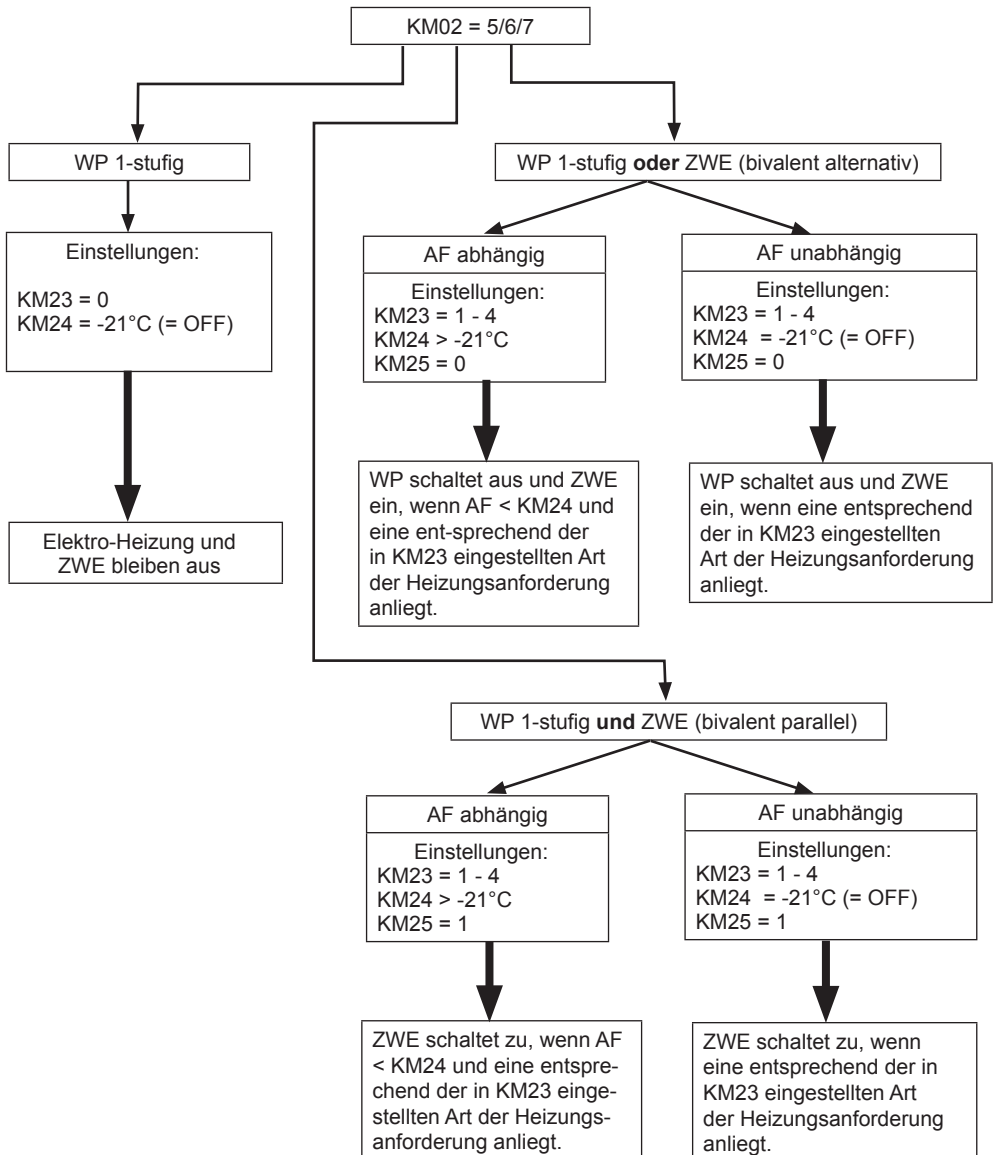 KM02 = 5/6/7
WP 1-stufig
Einstellungen:
KM23 = 0
KM24 = -21°C (= OFF)
Elektro-Heizung und
ZWE bleiben aus
WP 1-stufig oder ZWE (bivalent alternativ)
AF abhängig
Einstellungen:
KM23 = 1 - 4
KM24 > -21°C
KM25 = 0
WP schaltet aus und ZWE
ein, wenn AF < KM24 und
eine ent-sprechend der
in KM23 eingestellten Art
der Heizungsanforderung
anliegt.
AF unabhängig
Einstellungen:
KM23 = 1 - 4
KM24 = -21°C (= OFF)
KM25 = 0
WP schaltet aus und ZWE
ein, wenn eine entsprechend
der in KM23 eingestellten
Art der Heizungsanforderung
anliegt.
WP 1-stufig und ZWE (bivalent parallel)
AF abhängig
Einstellungen:
KM23 = 1 - 4
KM24 > -21°C
KM25 = 1
ZWE schaltet zu, wenn AF
< KM24 und eine entspre-
chend der in KM23 einge-
stellten Art der Heizungs-
anforderung anliegt.
AF unabhängig
Einstellungen:
KM23 = 1 - 4
KM24 = -21°C (= OFF)
KM25 = 1
ZWE schaltet zu, wenn
eine entsprechend der in
KM23 eingestellten Art
der Heizungsanforderung
anliegt.